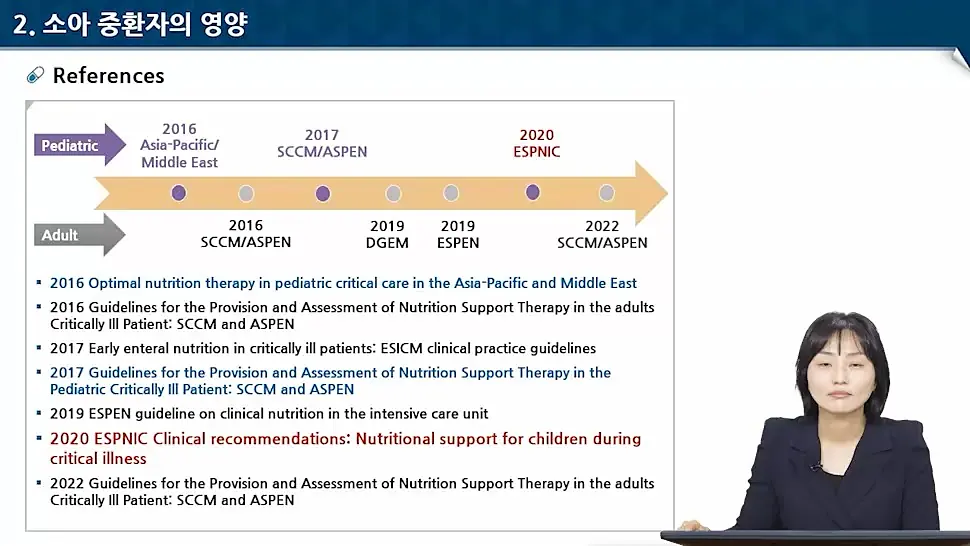 2. 소아 중환자의 영양
References
Pediatric
2016
Asia-Pacific/
Middle East
2017
SCCM/ASPEN
2020
ESPNIC
Adult
2016
SCCM/ASPEN
2019
DGEM
2019
ESPEN
2022
SCCM/ASPEN
▪ 2016 Optimal nutrition therapy in pediatric critical care in the Asia-Pacific and Middle East
▪ 2016 Guidelines for the Provision and Assessment of Nutrition Support Therapy in the adults
Critically Ill Patient: SCCM and ASPEN
▪ 2017 Early enteral nutrition in critically ill patients: ESICM clinical practice guidelines
▪ 2017 Guidelines for the Provision and Assessment of Nutrition Support Therapy in the
Pediatric Critically Ill Patient: SCCM and ASPEN
▪ 2019 ESPEN guideline on clinical nutrition in the intensive care unit
▪ 2020 ESPNIC Clinical recommendations: Nutritional support for children during
critical illness
▪ 2022 Guidelines for the Provision and Assessment of Nutrition Support Therapy in the adults
Critically Ill Patient: SCCM and ASPEN